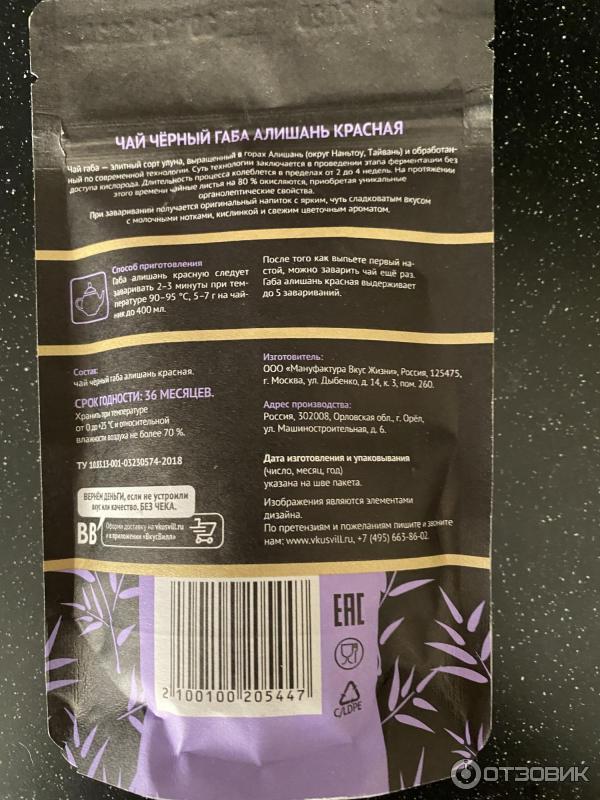 ЧАЙ ЧЁРНЫЙ ГАБА АЛИШАНЬ КРАСНАЯ
Чай габа — элитный сорт улуна, выращенный в горах Алишань (округ Наньтоу, Тайвань) и обработан-
ный по современной технологии. Суть технологии заключается в проведении этапа ферментации без
доступа кислорода. Длительность процесса колеблется в пределах от 2 до 4 недель. На протяжении
этого времени чайные листья на 80 % окисляются, приобретая уникальные
органолептические свойства.
При заваривании получается оригинальный напиток с ярким, чуть сладковатым вкусом
с молочными нотками, кислинкой и свежим цветочным ароматом.
Способ приготовления
Габа алишань красную следует
заваривать 2–3 минуты при тем-
пературе 90–95 °С, 5–7 г на чай-
ник до 400 мл.
После того как выпьете первый на-
стой, можно заварить чай ещё раз.
Габа алишань красная выдерживает
до 5 завариваний.
Состав:
чай чёрный габа алишань красная.
СРОК ГОДНОСТИ: 36 МЕСЯЦЕВ.
Хранить при температуре
от 0 до +25 °С и относительной
влажности воздуха не более 70 %.
ТУ 10.83.13-001-03230574-2018
Изготовитель:
ООО «Мануфактура Вкус Жизни», Россия, 125475,
г. Москва, ул. Дыбенко, д. 14, к. 3, пом. 260.
Адрес производства:
Россия, 302008, Орловская обл., г. Орёл,
ул. Машиностроительная, д. 6.
Дата изготовления и упаковывания
(число, месяц, год)
указана на шве пакета.
Изображения являются элементами
дизайна.
По претензиям и пожеланиям пишите и звоните
нам: www.vkusvill.ru, +7 (495) 663-86-02.
ВЕРНЁМ ДЕНЬГИ, если не устроили
вкус или качество. БЕЗ ЧЕКА.
ВВ
Оформи доставку на vkusvill.ru
и в приложении «ВкусВилл»
2 100100 205447
EAC
C/LDPE
ОТЗОВИК